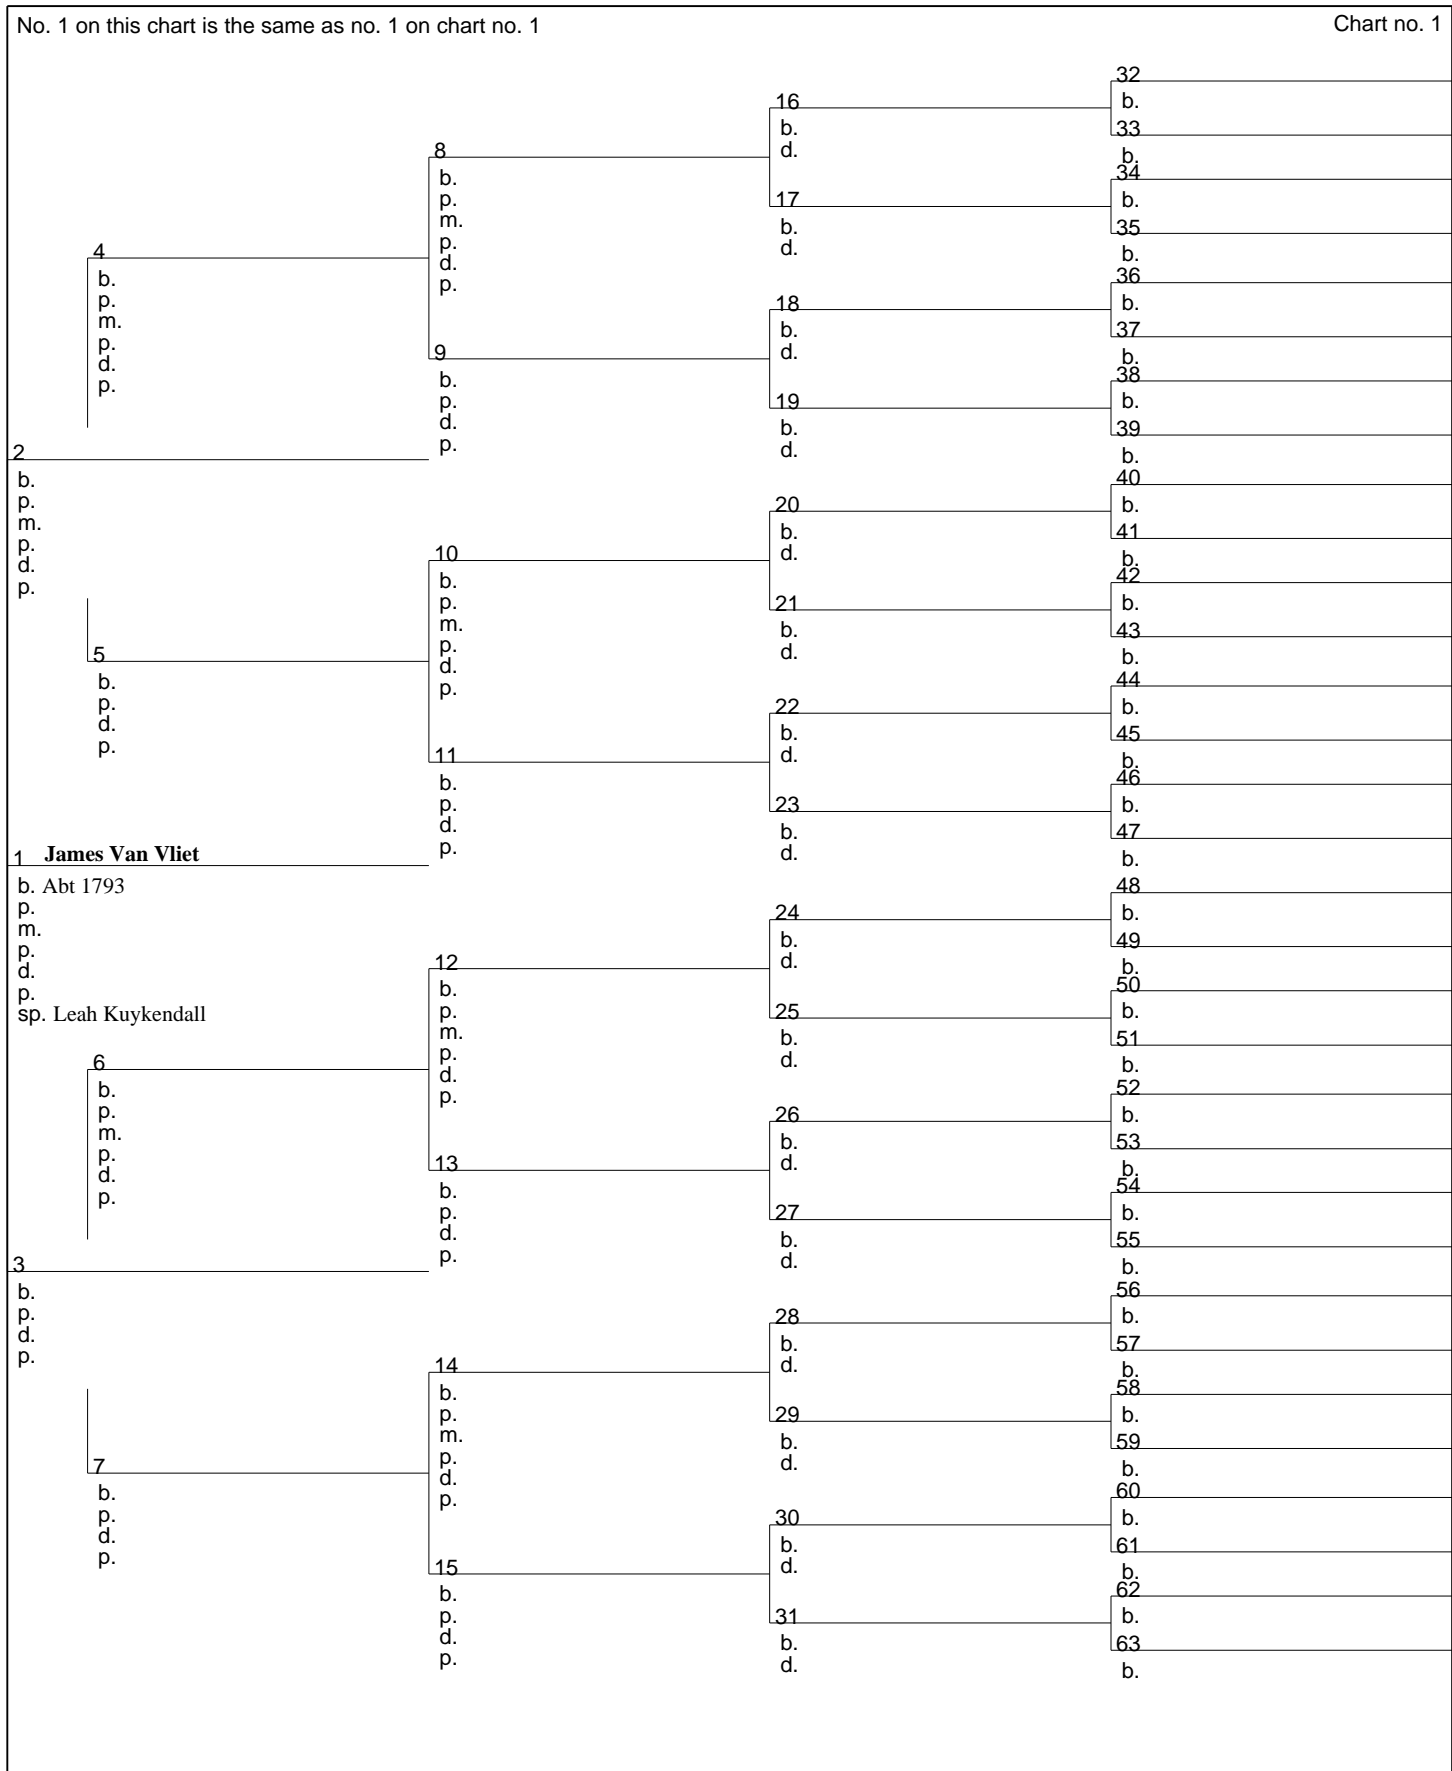 No. 1 on this chart is the same as no. 1 on chart no. 1
Chart no. 1
2
b.
p.
m.
p.
d.
p.
1 James Van Vliet
b. Abt 1793
p.
m.
p.
d.
p.
sp. Leah Kuykendall
3
b.
p.
d.
p.
4
b.
p.
m.
p.
d.
p.
5
b.
p.
d.
p.
6
b.
p.
m.
p.
d.
p.
7
b.
p.
d.
p.
8
b.
p.
m.
p.
d.
p.
9
b.
p.
d.
p.
10
b.
p.
m.
p.
d.
p.
11
b.
p.
d.
p.
12
b.
p.
m.
p.
d.
p.
13
b.
p.
d.
p.
14
b.
p.
m.
p.
d.
p.
15
b.
p.
d.
p.
16
b.
d.
17
b.
d.
18
b.
d.
19
b.
d.
20
b.
d.
21
b.
d.
22
b.
d.
23
b.
d.
24
b.
d.
25
b.
d.
26
b.
d.
27
b.
d.
28
b.
d.
29
b.
d.
30
b.
d.
31
b.
d.
32
b.
33
b.
34
b.
35
b.
36
b.
37
b.
38
b.
39
b.
40
b.
41
b.
42
b.
43
b.
44
b.
45
b.
46
b.
47
b.
48
b.
49
b.
50
b.
51
b.
52
b.
53
b.
54
b.
55
b.
56
b.
57
b.
58
b.
59
b.
60
b.
61
b.
62
b.
63
b.